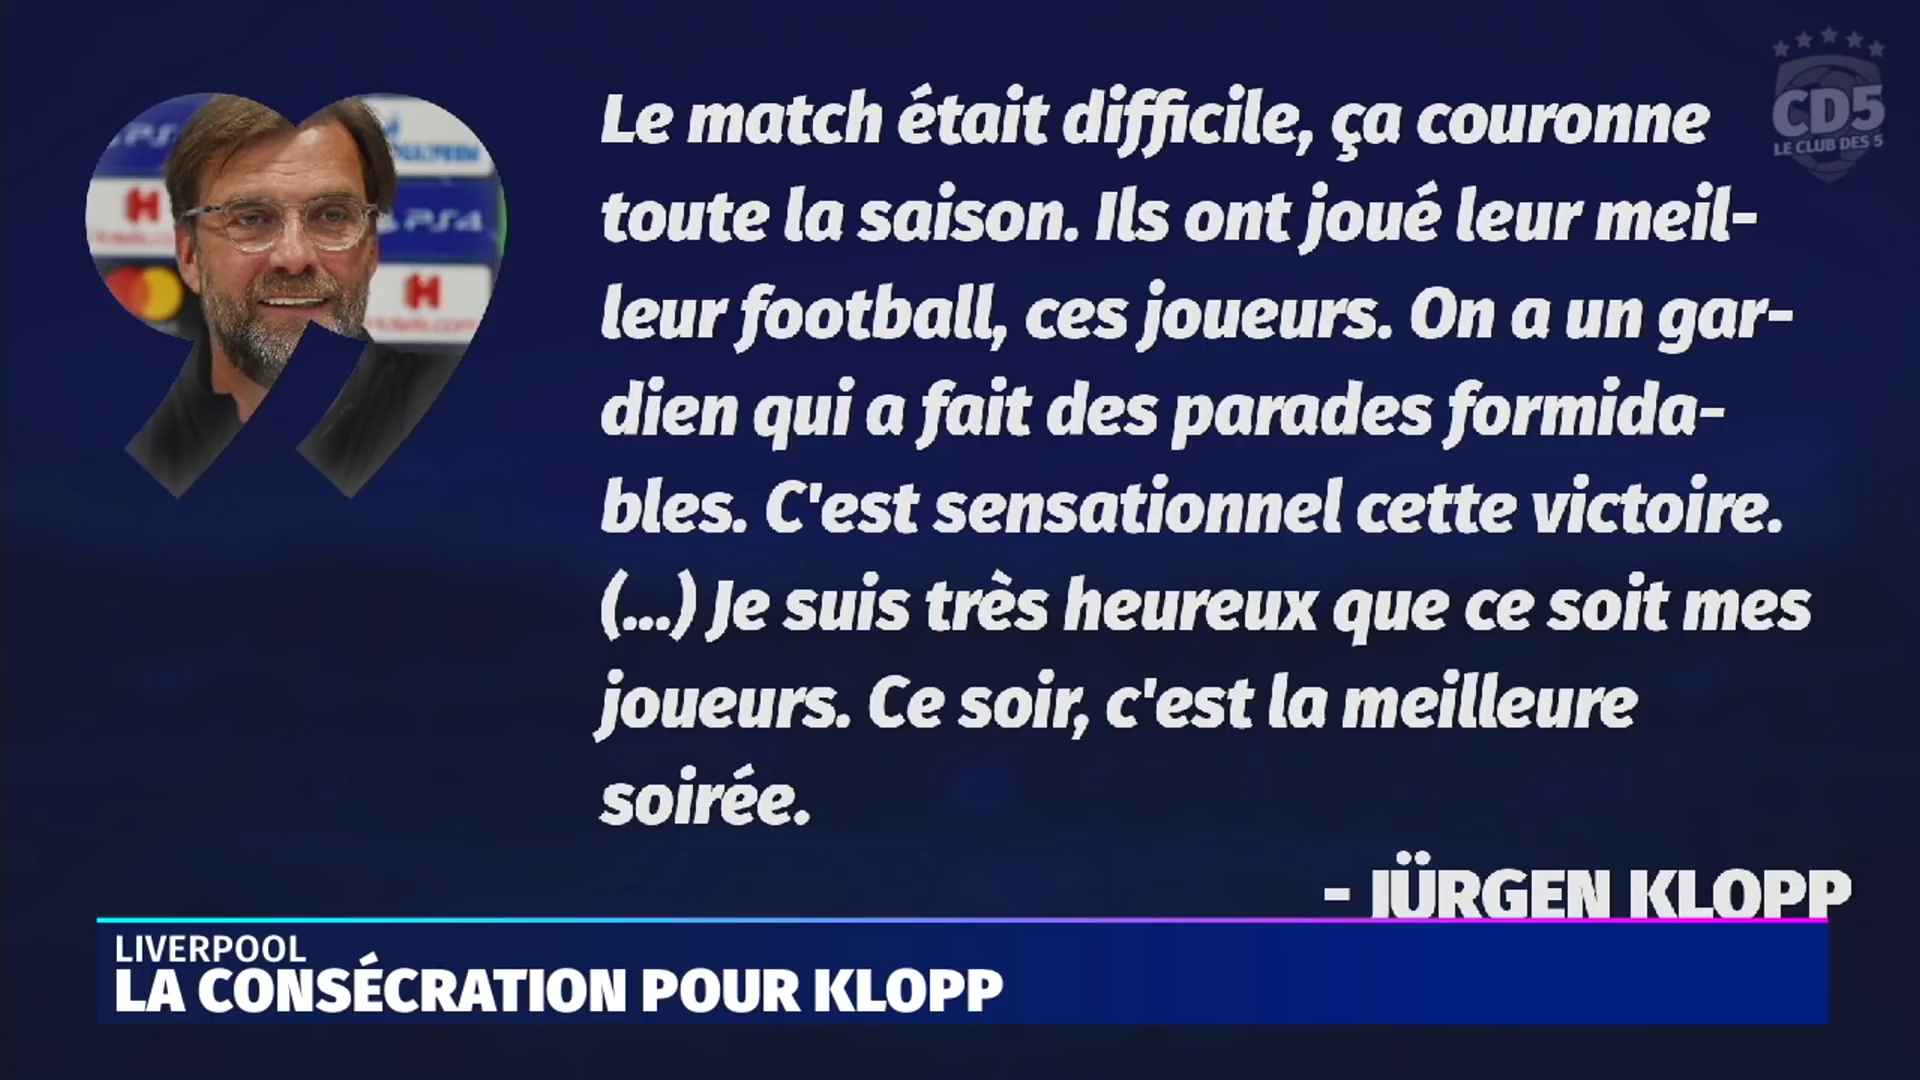 Le match était difficile, ça couronne
toute la saison. Ils ont joué leur meil-
leur football, ces joueurs. On a un gar-
dien qui a fait des parades formida-
bles. C'est sensationnel cette victoire.
(...) Je suis très heureux que ce soit mes
joueurs. Ce soir, c'est la meilleure
soirée.
- JÜRGEN KLOPP
LIVERPOOL
LA CONSÉCRATION POUR KLOPP
CD5
LE CLUB DES 5
PS4
H
H